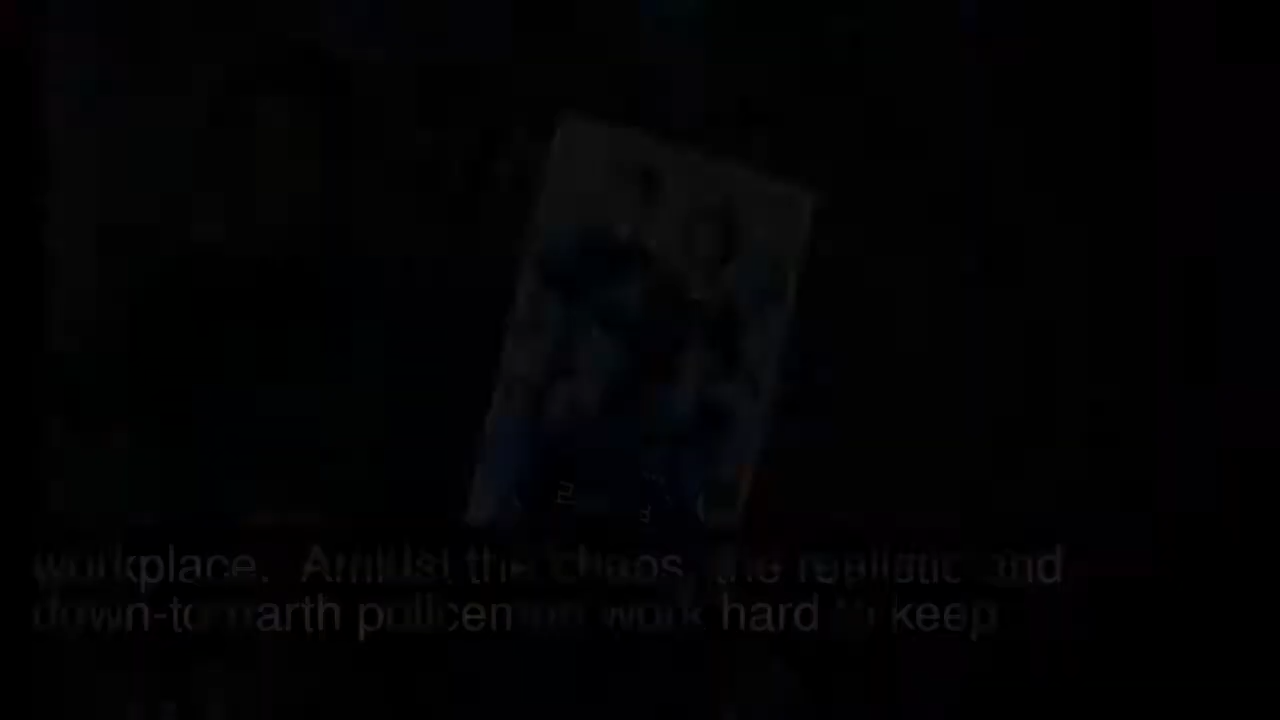 workplace. Amidst the chaos, the realistic and
down-to-earth policemen work hard to keep